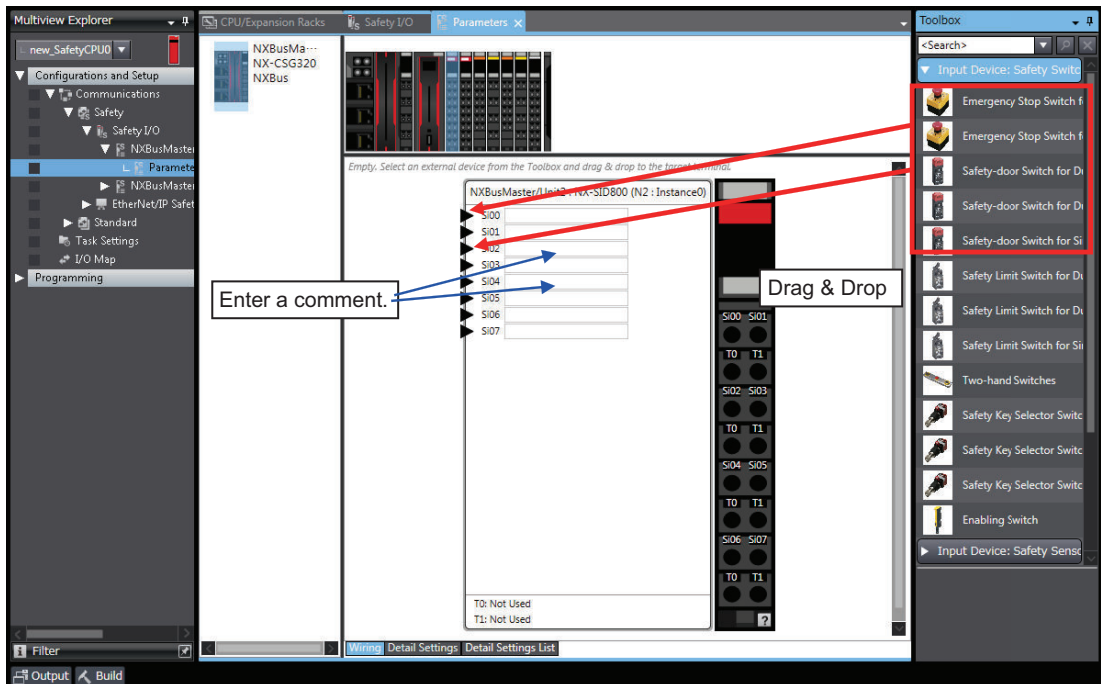 Multiview Explorer
new_SafetyCPU0
Configurations and Setup
Communications
Safety
Safety I/O
NXBusMaste
Paramete
NXBusMaste
EtherNet/IP Safet
Standard
Task Settings
I/O Map
Programming
Filter
Output
Build
CPU/Expansion Racks
Safety I/O
Parameters
NXBusMa···
NX-CSG320
NXBus
Empty. Select an external device from the Toolbox and drag & drop to the target terminal.
NXBusMaster/Unit2 : NX-SID800 (N2 : Instance0)
Si00
Si01
Si02
Si03
Si04
Si05
Si06
Si07
Enter a comment.
Drag & Drop
Si00 Si01
T0 T1
Si02 Si03
T0 T1
Si04 Si05
T0 T1
Si06 Si07
T0 T1
?
T0: Not Used
T1: Not Used
Wiring
Detail Settings
Detail Settings List
Toolbox
<Search>
Input Device: Safety Switc
Emergency Stop Switch f
Emergency Stop Switch f
Safety-door Switch for D
Safety-door Switch for D
Safety-door Switch for Si
Safety Limit Switch for Du
Safety Limit Switch for Du
Safety Limit Switch for Si
Two-hand Switches
Safety Key Selector Switc
Safety Key Selector Switc
Safety Key Selector Switc
Enabling Switch
Input Device: Safety Senso